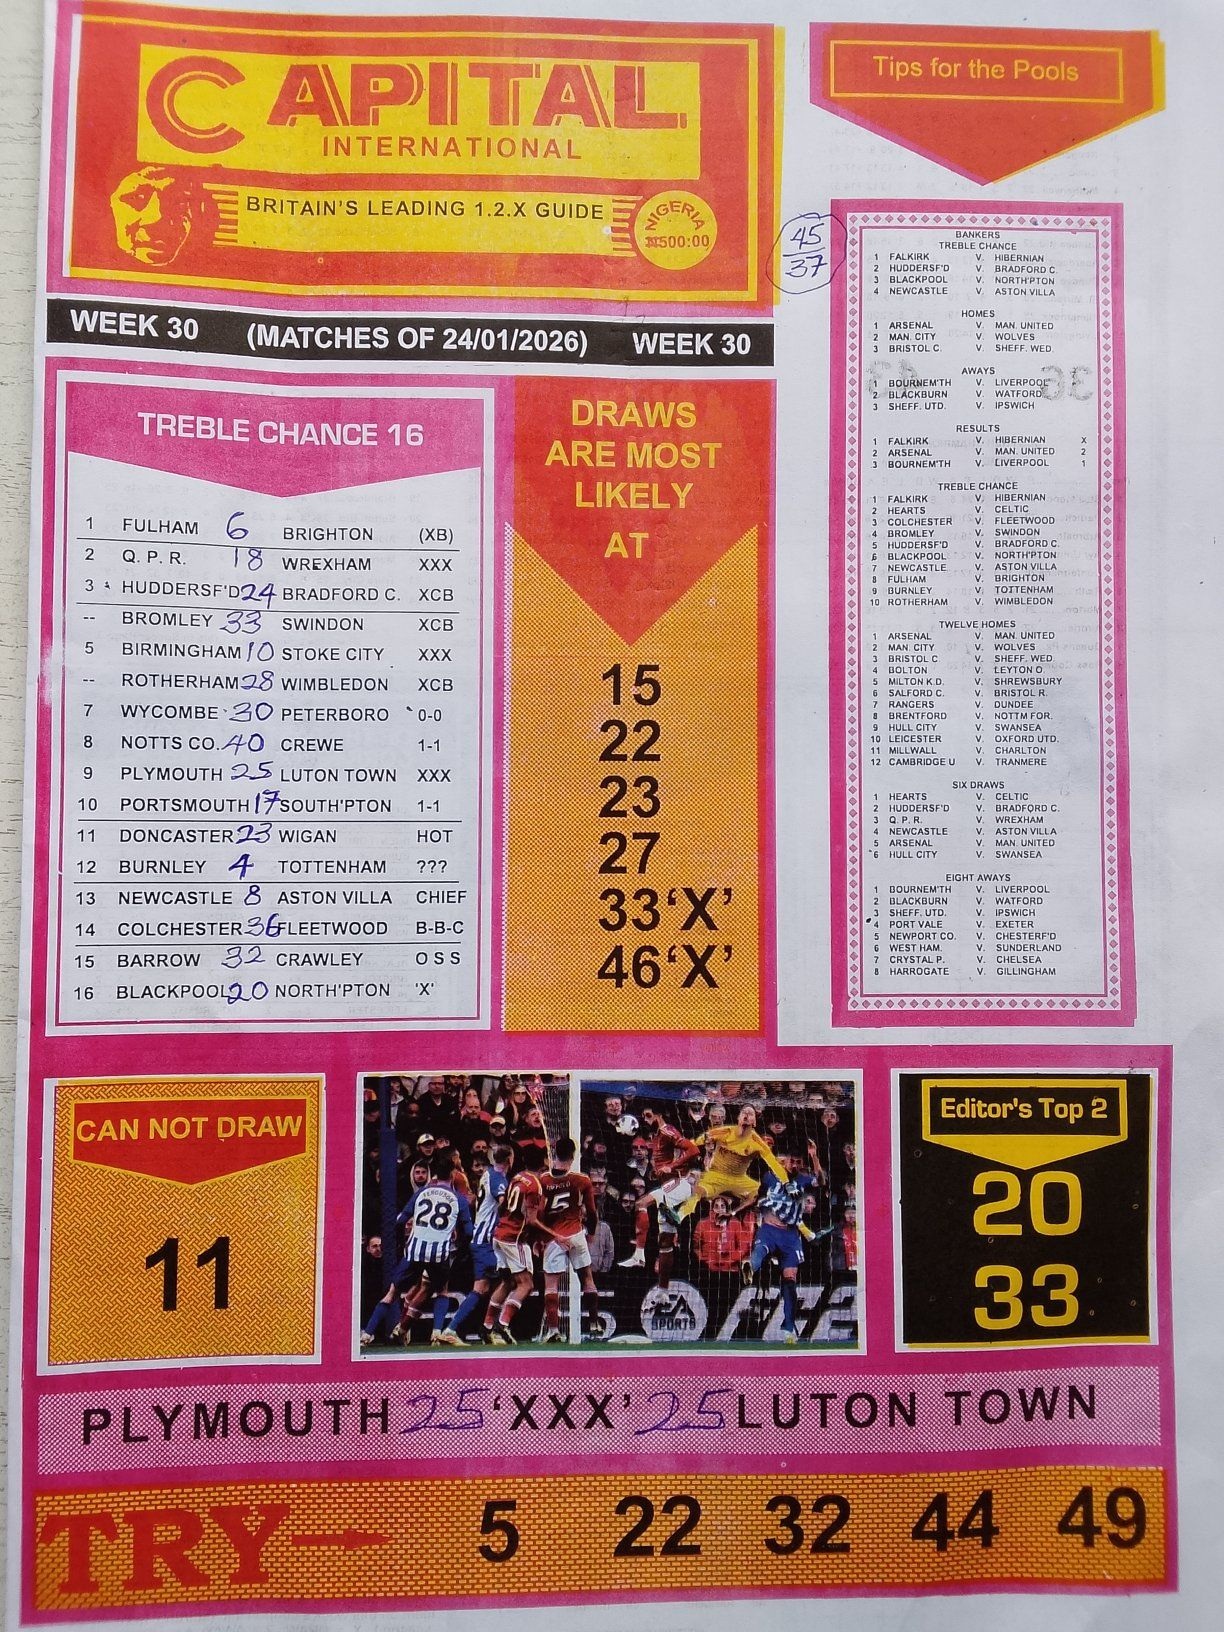 CAPITAL
INTERNATIONAL
BRITAIN'S LEADING 1.2.X GUIDE
NIGERIA
₦500:00
WEEK 30 (MATCHES OF 24/01/2026) WEEK 30
TREBLE CHANCE 16
1 FULHAM 6 BRIGHTON (XB)
2 Q. P. R. 18 WREXHAM XXX
3 HUDDERSF'D 24 BRADFORD C. XCB
-- BROMLEY 33 SWINDON XCB
5 BIRMINGHAM 10 STOKE CITY XXX
-- ROTHERHAM 28 WIMBLEDON XCB
7 WYCOMBE 30 PETERBORO 0-0
8 NOTTS CO. 40 CREWE 1-1
9 PLYMOUTH 25 LUTON TOWN XXX
10 PORTSMOUTH 17 SOUTH'PTON 1-1
11 DONCASTER 23 WIGAN HOT
12 BURNLEY 4 TOTTENHAM ???
13 NEWCASTLE 8 ASTON VILLA CHIEF
14 COLCHESTER 36 FLEETWOOD B-B-C
15 BARROW 32 CRAWLEY O S S
16 BLACKPOOL 20 NORTH'PTON 'X'
DRAWS
ARE MOST
LIKELY
AT
15
22
23
27
33 'X'
46 'X'
Tips for the Pools
45
37
BANKERS
TREBLE CHANCE
1 FALKIRK V. HIBERNIAN
2 HUDDERSF'D V. BRADFORD C.
3 BLACKPOOL V. NORTH'PTON
4 NEWCASTLE V. ASTON VILLA
HOMES
1 ARSENAL V. MAN. UNITED
2 MAN. CITY V. WOLVES
3 BRISTOL C. V. SHEFF. WED.
AWAYS
1 BOURNEM'TH V. LIVERPOOL
2 BLACKBURN V. WATFORD
3 SHEFF. UTD. V. IPSWICH
RESULTS
1 FALKIRK V. HIBERNIAN X
2 ARSENAL V. MAN. UNITED 2
3 BOURNEM'TH V. LIVERPOOL 1
TREBLE CHANCE
1 FALKIRK V. HIBERNIAN
2 HEARTS V. CELTIC
3 COLCHESTER V. FLEETWOOD
4 BROMLEY V. SWINDON
5 HUDDERSF'D V. BRADFORD C.
6 BLACKPOOL V. NORTH'PTON
7 NEWCASTLE V. ASTON VILLA
8 FULHAM V. BRIGHTON
9 BURNLEY V. TOTTENHAM
10 ROTHERHAM V. WIMBLEDON
TWELVE HOMES
1 ARSENAL V. MAN. UNITED
2 MAN. CITY V. WOLVES
3 BRISTOL C V. SHEFF. WED.
4 BOLTON V. LEYTON O.
5 MILTON K.D. V. SHREWSBURY
6 SALFORD C. V. BRISTOL R.
7 RANGERS V. DUNDEE
8 BRENTFORD V. NOTTM FOR.
9 HULL CITY V. SWANSEA
10 LEICESTER V. OXFORD UTD.
11 MILLWALL V. CHARLTON
12 CAMBRIDGE U V. TRANMERE
SIX DRAWS
1 HEARTS V. CELTIC
2 HUDDERSF'D V. BRADFORD C.
3 Q. P. R. V. WREXHAM
4 NEWCASTLE V. ASTON VILLA
5 ARSENAL V. MAN. UNITED
6 HULL CITY V. SWANSEA
EIGHT AWAYS
1 BOURNEM'TH V. LIVERPOOL
2 BLACKBURN V. WATFORD
3 SHEFF. UTD. V. IPSWICH
4 PORT VALE V. EXETER
5 NEWPORT CO. V. CHESTERF'D
6 WEST HAM. V. SUNDERLAND
7 CRYSTAL P. V. CHELSEA
8 HARROGATE V. GILLINGHAM
CAN NOT DRAW
11
FERGUSON
28
5
EA
SPORTS
Editor's Top 2
20
33
PLYMOUTH 25 'XXX' 25 LUTON TOWN
TRY 5 22 32 44 49